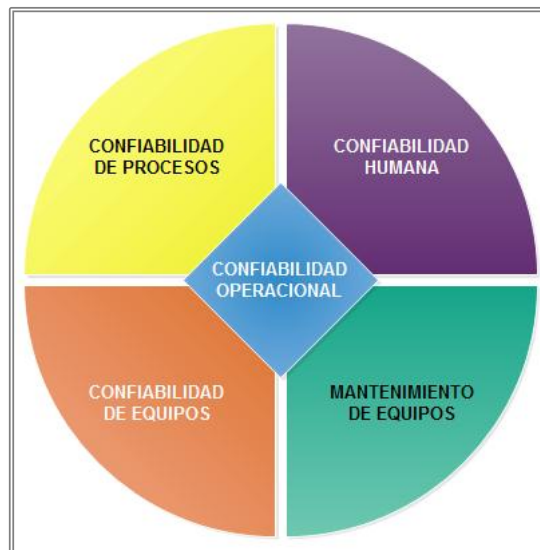 CONFIABILIDAD
DE PROCESOS
CONFIABILIDAD
HUMANA
CONFIABILIDAD
OPERACIONAL
CONFIABILIDAD
DE EQUIPOS
MANTENIMIENTO
DE EQUIPOS